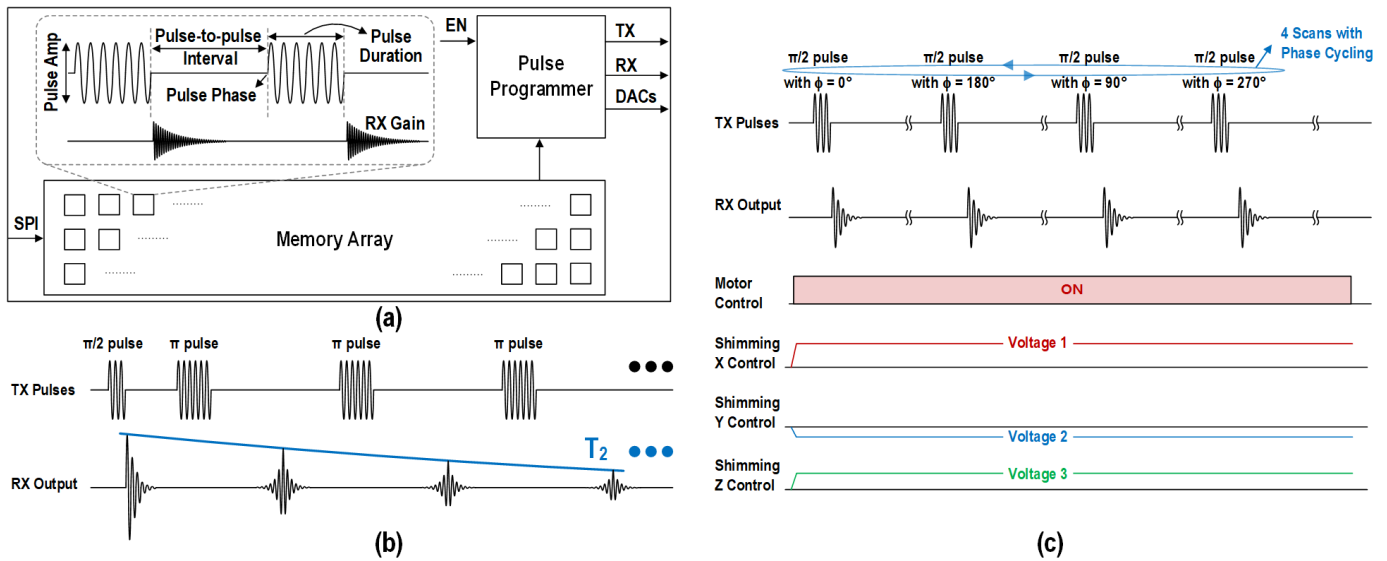 Pulse Amp
Pulse-to-pulse
Interval
Pulse
Duration
Pulse Phase
RX Gain
EN
Pulse
Programmer
TX
RX
DACs
SPI
Memory Array
(a)
π/2 pulse
π pulse
π pulse
π pulse
TX Pulses
T2
RX Output
(b)
4 Scans with
Phase Cycling
π/2 pulse
with ϕ = 0°
π/2 pulse
with ϕ = 180°
π/2 pulse
with ϕ = 90°
π/2 pulse
with ϕ = 270°
TX Pulses
RX Output
Motor
Control
ON
Shimming
X Control
Voltage 1
Shimming
Y Control
Voltage 2
Shimming
Z Control
Voltage 3
(c)